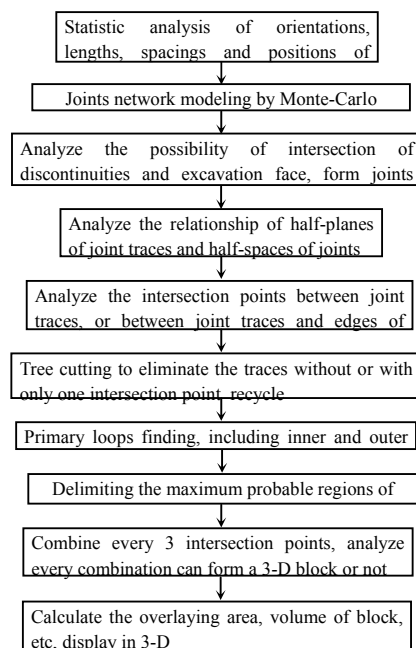 Statistic analysis of orientations,
lengths, spacings and positions of
Joints network modeling by Monte-Carlo
Analyze the possibility of intersection of
discontinuities and excavation face, form joints
Analyze the relationship of half-planes
of joint traces and half-spaces of joints
Analyze the intersection points between joint
traces, or between joint traces and edges of
Tree cutting to eliminate the traces without or with
only one intersection point, recycle
Primary loops finding, including inner and outer
Delimiting the maximum probable regions of
Combine every 3 intersection points, analyze
every combination can form a 3-D block or not
Calculate the overlaying area, volume of block,
etc, display in 3-D